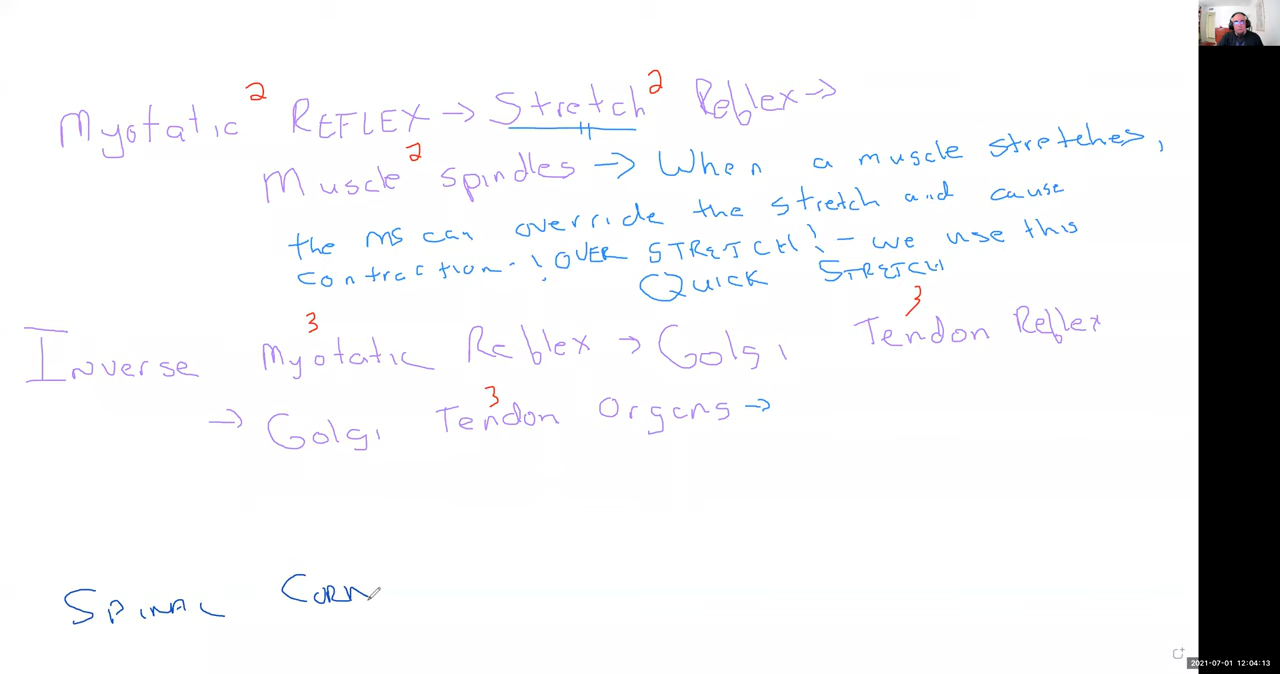 Myotatic 2 REFLEX → Stretch 2 Reflex →
Muscle 2 spindles → When a muscle stretches,
the MS can override the stretch and cause
contraction - ! OVER STRETCH! - we use this
QUICK STRETCH
Inverse Myotatic 3 Reflex → Golgi Tendon 3 Reflex
→ Golgi Tendon 3 Organs →
SPINAL
2021-07-01 12:04:13